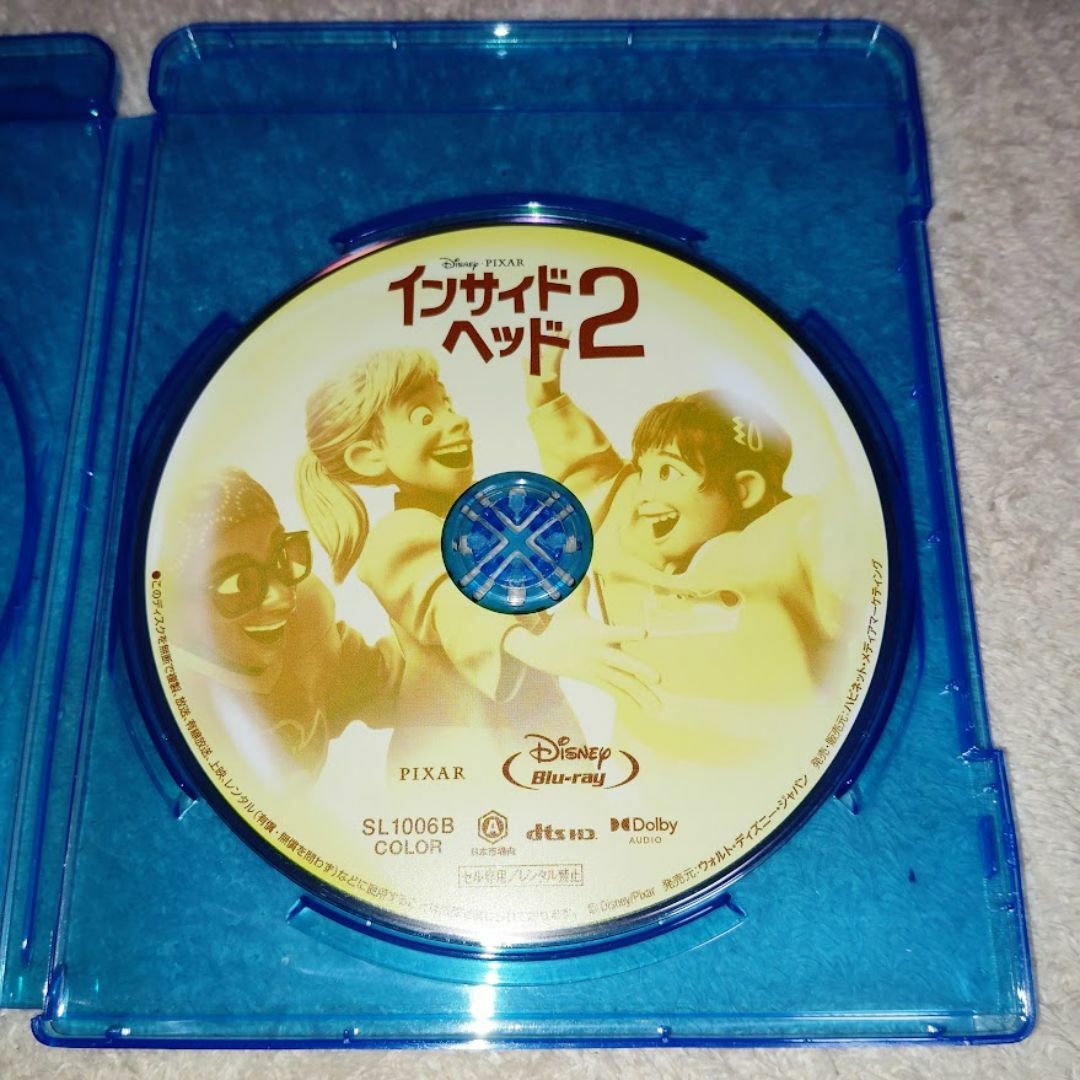 Disney · PIXAR
インサイド
ヘッド2
PIXAR
Disney
Blu-ray
SL1006B
COLOR
A
日本市場向
dts HD
Dolby
AUDIO
セル専用/レンタル禁止
●このディスクを無断で複製、放送、有線放送、上映、レンタル(有償・無償を問わず)などに使用することは法律で禁じられております。
© Disney/Pixar 発売元:ウォルト・ディズニー・ジャパン 発売・販売元:ハピネット・メディアマーケティング